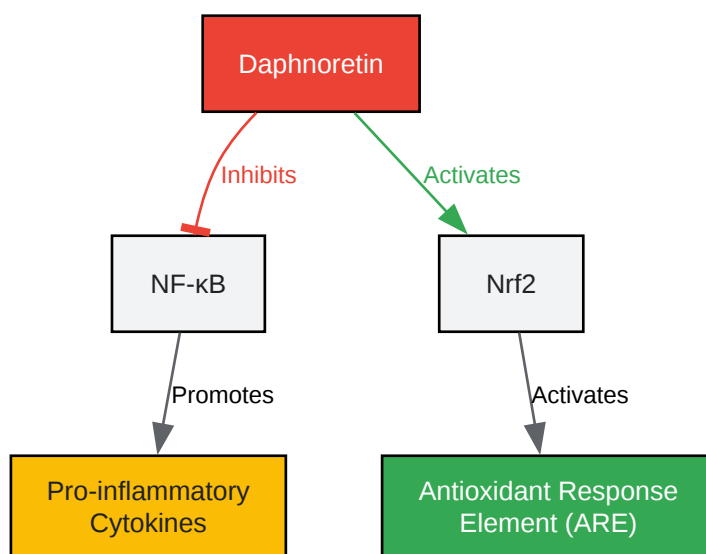 Daphnoretin
Inhibits
Activates
NF-κB
Nrf2
Promotes
Activates
Pro-inflammatory
Cytokines
Antioxidant Response
Element (ARE)